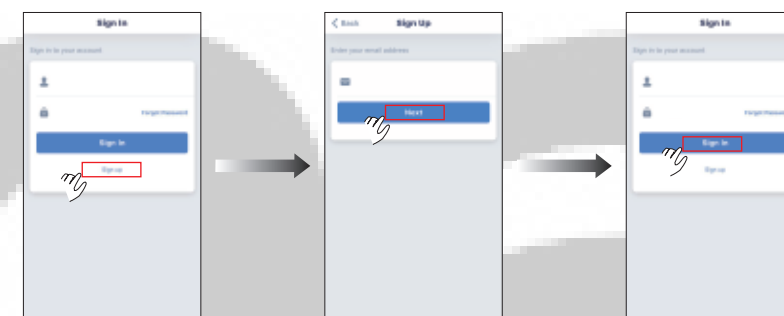 Sign In
Sign in to your account
Forgot Password
Sign In
Sign up
Back
Sign Up
Enter your email address
Next
Sign In
Sign in to your account
Forgot Passwor
Sign In
Sign up